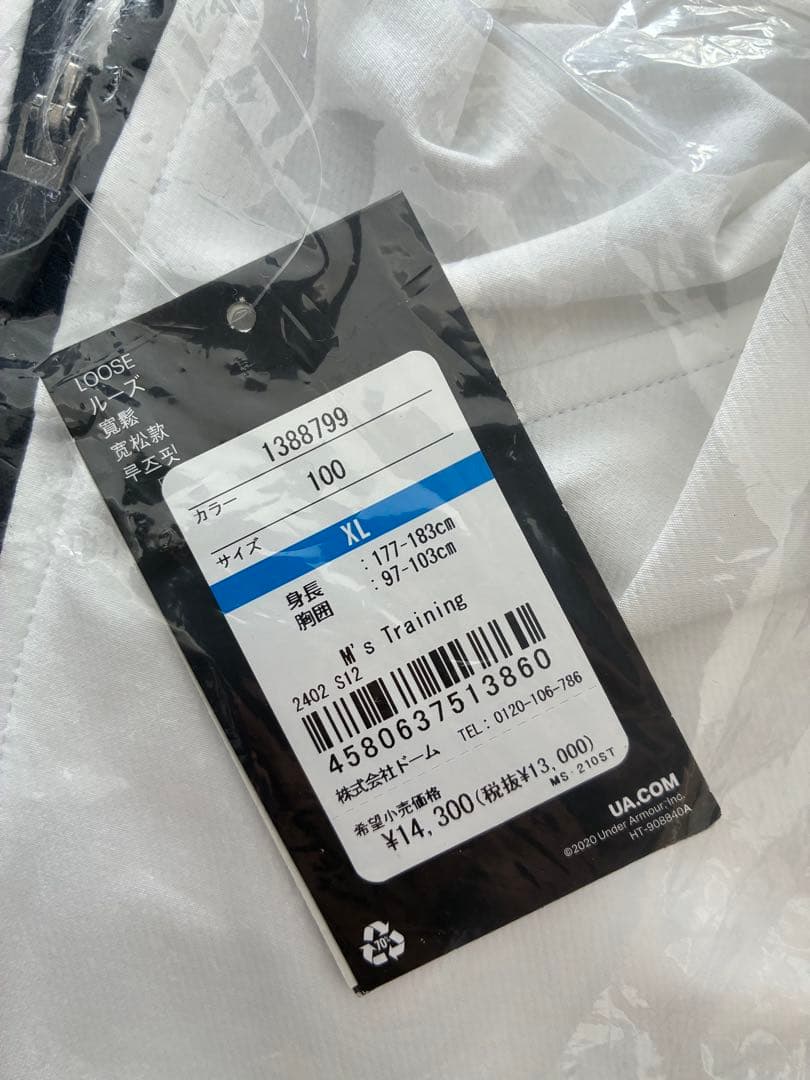 LOOSE
ルーズ
寬鬆
宽松款
루즈핏
1388799
カラー 100
サイズ XL
身長 : 177-183cm
胸囲 : 97-103cm
M's Training
2402 S12
4580637513860
株式会社ドーム TEL: 0120-106-786
希望小売価格
¥14,300(税抜¥13,000)
MS-210ST
UA.COM
©2020 Under Armour, Inc.
HT-908840A
70%